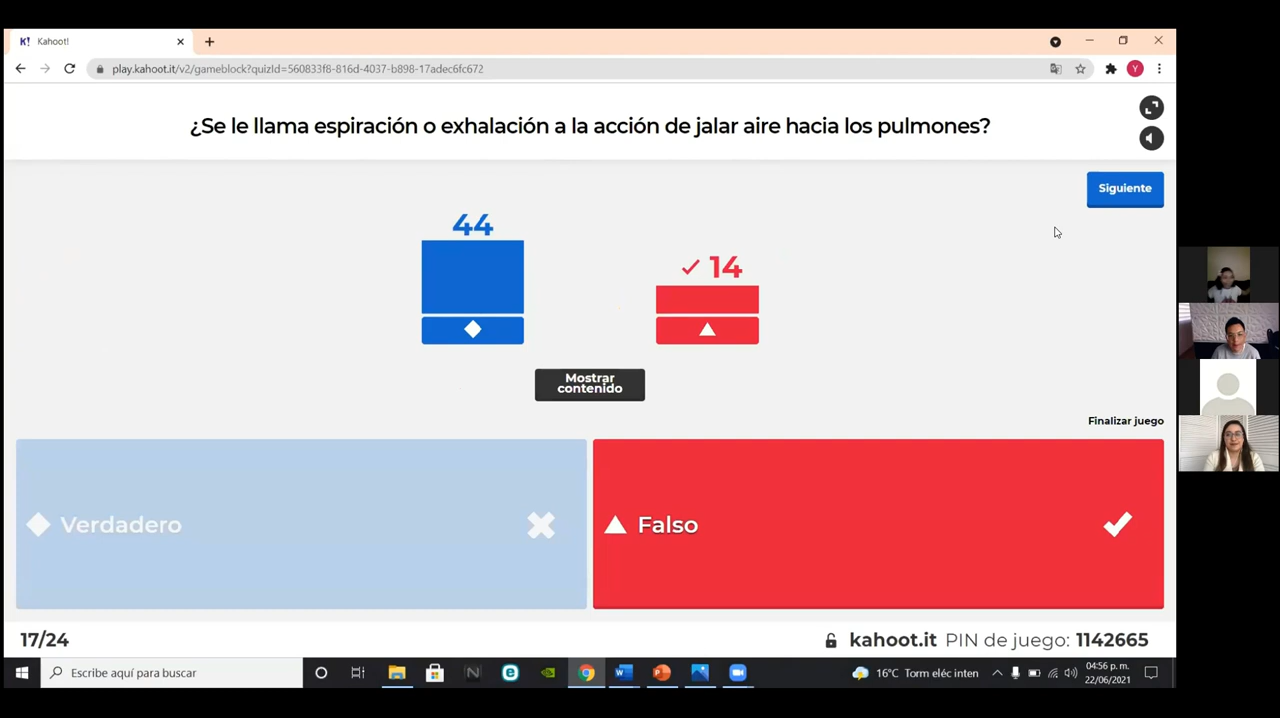 K! Kahoot!
play.kahoot.it/v2/gameblock?quizId=560833f8-816d-4037-b898-17adec6fc672
Y
¿Se le llama espiración o exhalación a la acción de jalar aire hacia los pulmones?
Siguiente
44
14
Mostrar
contenido
Finalizar juego
Verdadero
Falso
17/24
kahoot.it PIN de juego: 1142665
Escribe aquí para buscar
16°C Torm eléc inten
04:56 p. m.
22/06/2021